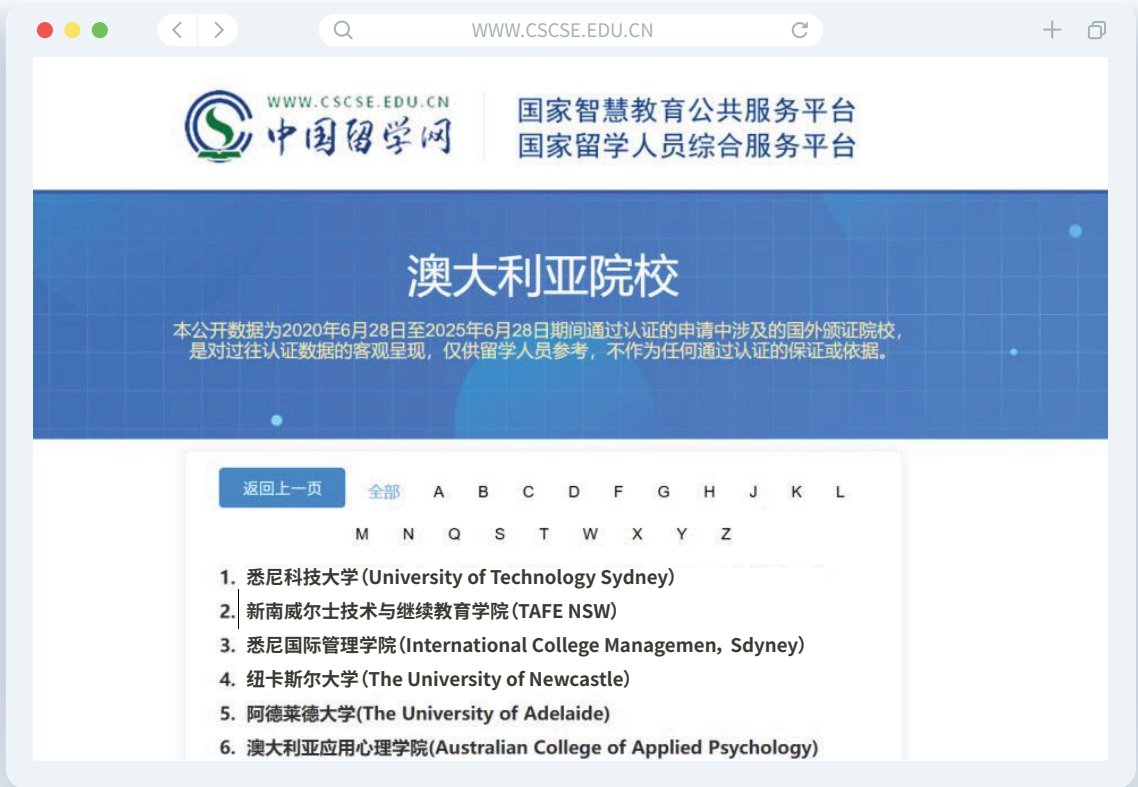 WWW.CSCSE.EDU.CN
WWW.CSCSE.EDU.CN
中国留学网
国家智慧教育公共服务平台
国家留学人员综合服务平台
澳大利亚院校
本公开数据为2020年6月28日至2025年6月28日期间通过认证的申请中涉及的国外颁证院校，
是对过往认证数据的客观呈现，仅供留学人员参考，不作为任何通过认证的保证或依据。
返回上一页 全部 A B C D F G H J K L
M N Q S T W X Y Z
1. 悉尼科技大学（University of Technology Sydney）
2. 新南威尔士技术与继续教育学院（TAFE NSW）
3. 悉尼国际管理学院（International College Managemen，Sdyney）
4. 纽卡斯尔大学（The University of Newcastle）
5. 阿德莱德大学(The University of Adelaide)
6. 澳大利亚应用心理学院(Australian College of Applied Psychology)